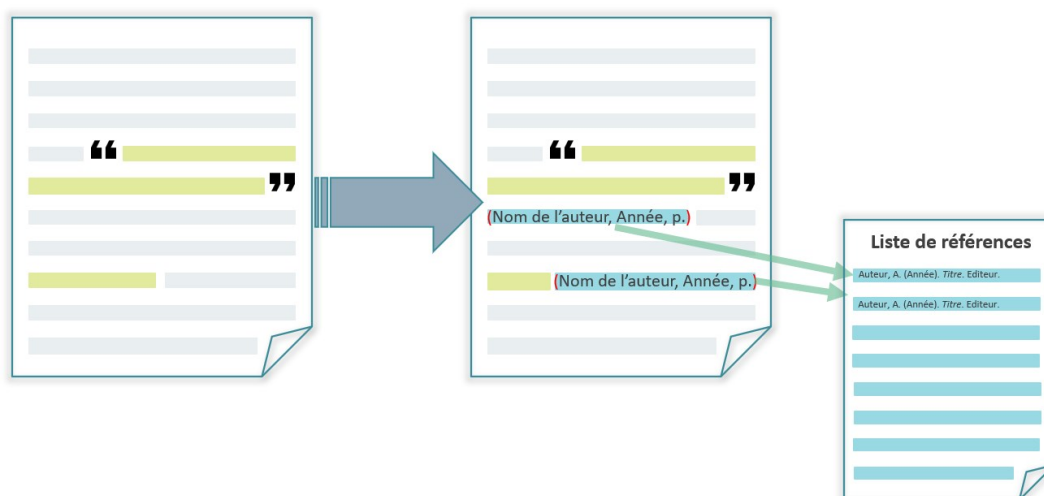 “
”
“
”
(Nom de l'auteur, Année, p.)
(Nom de l'auteur, Année, p.)
Liste de références
Auteur, A. (Année). Titre. Editeur.
Auteur, A. (Année). Titre. Editeur.